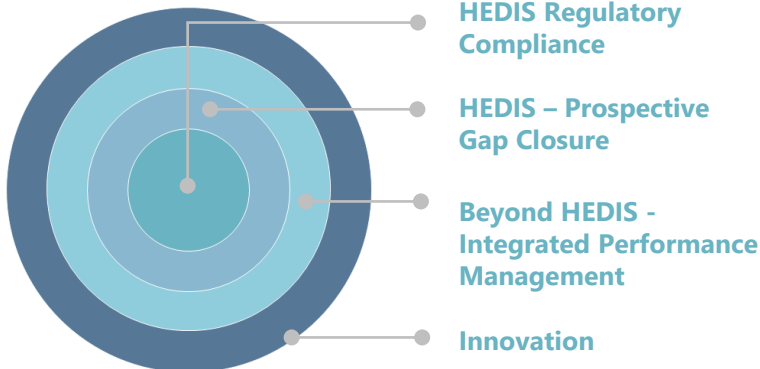 HEDIS Regulatory
Compliance
HEDIS – Prospective
Gap Closure
Beyond HEDIS -
Integrated Performance
Management
Innovation